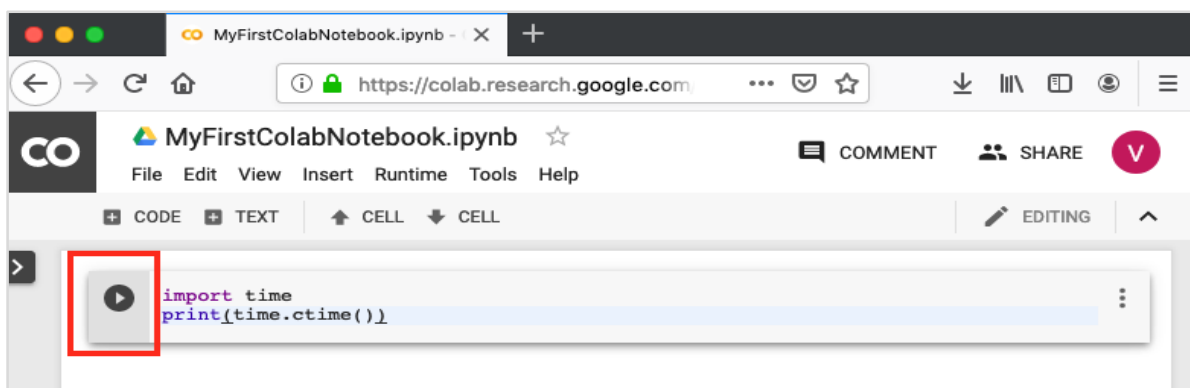 CO MyFirstColabNotebook.ipynb -
https://colab.research.google.com/
CO MyFirstColabNotebook.ipynb
COMMENT SHARE V
File Edit View Insert Runtime Tools Help
CODE TEXT CELL CELL EDITING
import time
print(time.ctime())